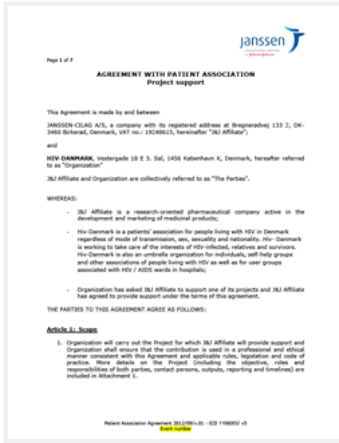 janssen
Page 1 of 7
AGREEMENT WITH PATIENT ASSOCIATION
Project support
This Agreement is made by and between
JANSSEN-CILAG A/S, a company with its registered address at Bregnerødvej 133 2, DK-
3460 Birkerød, Denmark, VAT no.: 19248615, hereinafter "J&J Affiliate";
and
HIV-DANMARK, Vestergade 18 E 3. Sal, 1456 København K, Denmark, hereafter referred
to as "Organization"
J&J Affiliate and Organization are collectively referred to as "The Parties".
WHEREAS:
- J&J Affiliate is a research-oriented pharmaceutical company active in the
development and marketing of medicinal products;
- Hiv-Danmark is a patients' association for people living with HIV in Denmark
regardless of mode of transmission, sex, sexuality and nationality. Hiv- Danmark
is working to take care of the interests of HIV-infected, relatives and survivors.
Hiv-Danmark is also an umbrella organization for individuals, self-help groups
and other associations of people living with HIV as well as for user groups
associated with HIV / AIDS wards in hospitals;
- Organization has asked J&J Affiliate to support one of its projects and J&J Affiliate
has agreed to provide support under the terms of this agreement.
THE PARTIES TO THIS AGREEMENT AGREE AS FOLLOWS:
Article 1: Scope
1. Organization will carry out the Project for which J&J Affiliate will provide support and
Organization shall ensure that the contribution is used in a professional and ethical
manner consistent with this Agreement and applicable rules, legislation and code of
practice. More details on the Project (including the objective, roles and
responsibilities of both parties, contact persons, outputs, reporting and timelines) are
included in Attachment 1.
Patient Association Agreement 2012/09/v.01 - ICD 1108003/ v5
Event number